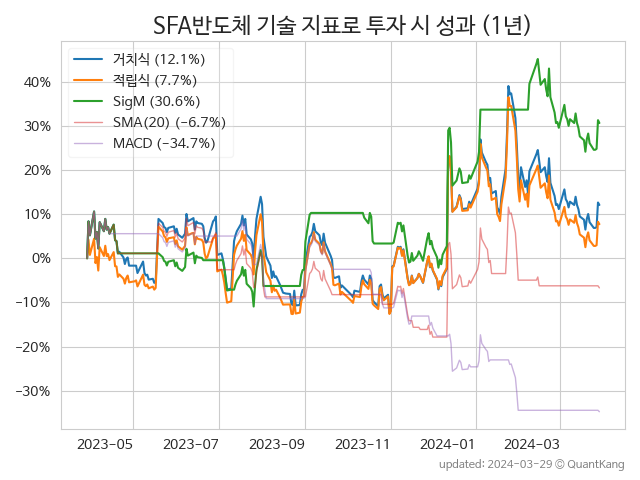 SFA반도체 기술 지표로 투자 시 성과 (1년)
거치식 (12.1%)
적립식 (7.7%)
SigM (30.6%)
SMA(20) (−6.7%)
MACD (−34.7%)
40%
30%
20%
10%
0%
−10%
−20%
−30%
2023-05 2023-07 2023-09 2023-11 2024-01 2024-03
updated: 2024-03-29 © QuantKang